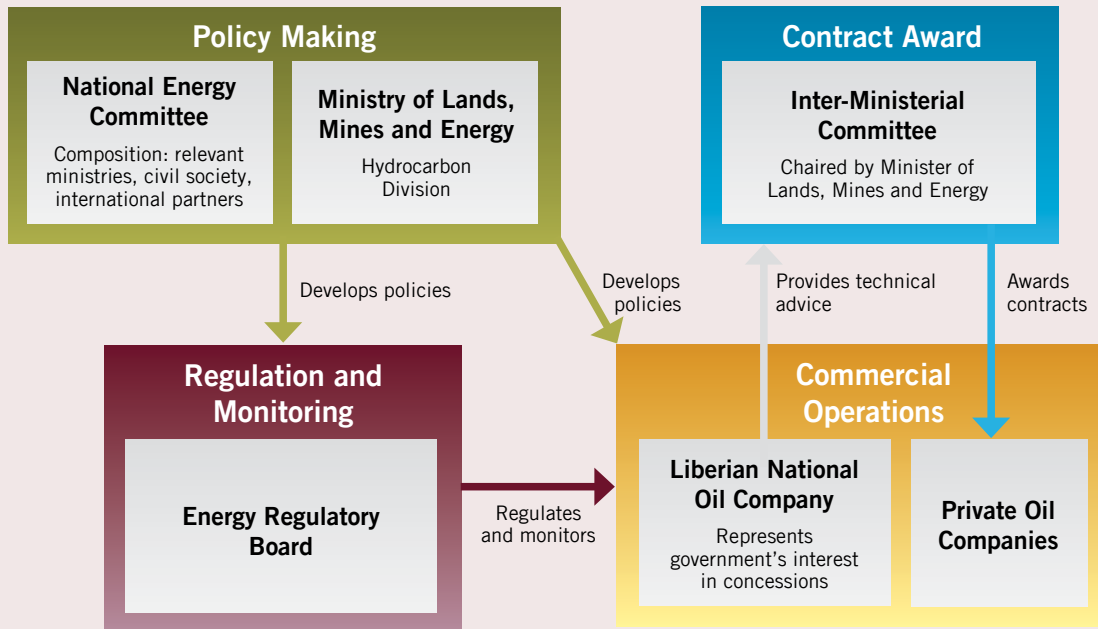 Policy Making
National Energy
Committee
Composition: relevant
ministries, civil society,
international partners
Ministry of Lands,
Mines and Energy
Hydrocarbon
Division
Contract Award
Inter-Ministerial
Committee
Chaired by Minister of
Lands, Mines and Energy
Develops policies
Develops
policies
Provides technical
advice
Awards
contracts
Regulation and
Monitoring
Energy Regulatory
Board
Regulates
and monitors
Commercial
Operations
Liberian National
Oil Company
Represents
government’s interest
in concessions
Private Oil
Companies